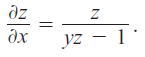 ∂z/∂x = z/(yz − 1).